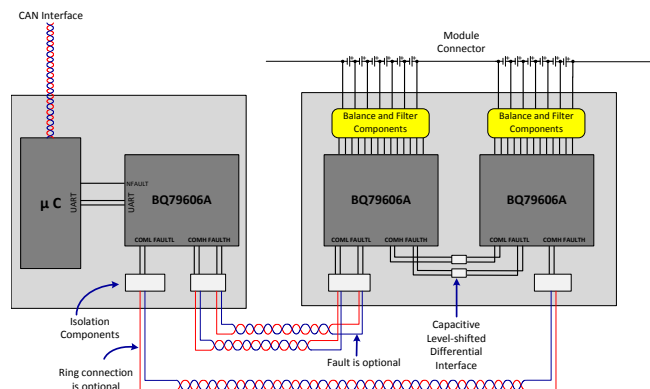 CAN Interface
Module
Connector
Balance and Filter
Components
Balance and Filter
Components
µ C
UART
NFAULT
UART
BQ79606A
BQ79606A
BQ79606A
COML FAULTL
COMH FAULTH
COML FAULTL
COMH FAULTH
COML FAULTL
COMH FAULTH
Isolation
Components
Ring connection
is optional
Fault is optional
Capacitive
Level-shifted
Differential
Interface